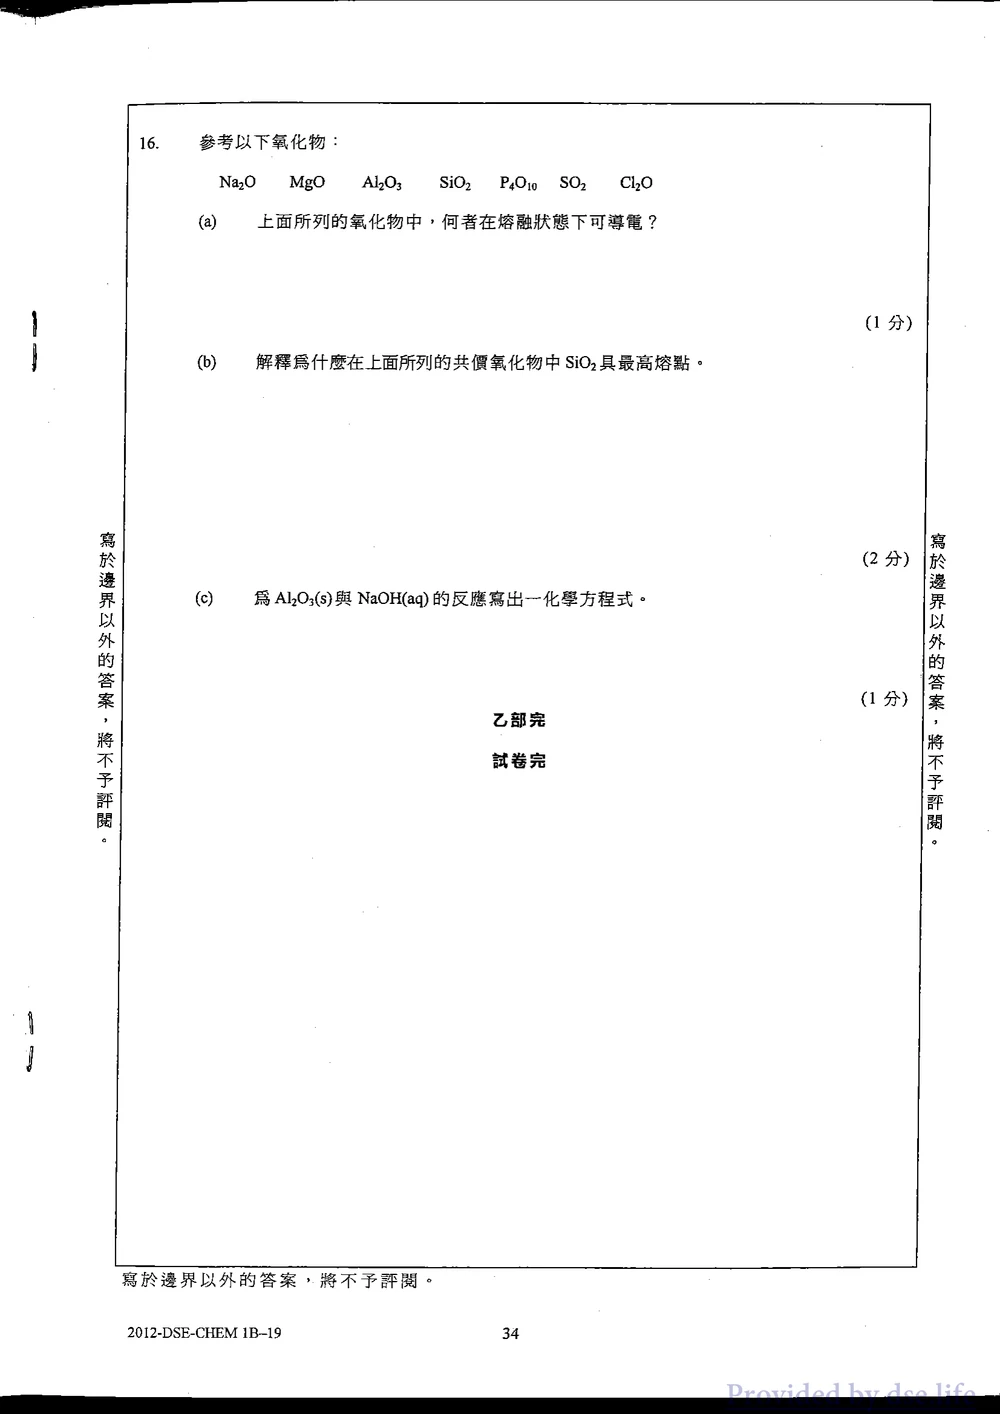 16. 參考以下氧化物：
Na₂O MgO Al₂O₃ SiO₂ P₄O₁₀ SO₂ Cl₂O
(a) 上面所列的氧化物中，何者在熔融狀態下可導電？
(1 分)
(b) 解釋爲什麼在上面所列的共價氧化物中 SiO₂ 具最高熔點。
(2 分)
(c) 爲 Al₂O₃(s) 與 NaOH(aq) 的反應寫出一化學方程式。
(1 分)
乙部完
試卷完
寫於邊界以外的答案，將不予評閱。
寫於邊界以外的答案，將不予評閱。
寫於邊界以外的答案，將不予評閱。
2012-DSE-CHEM 1B–19
34
Provided by dse.life